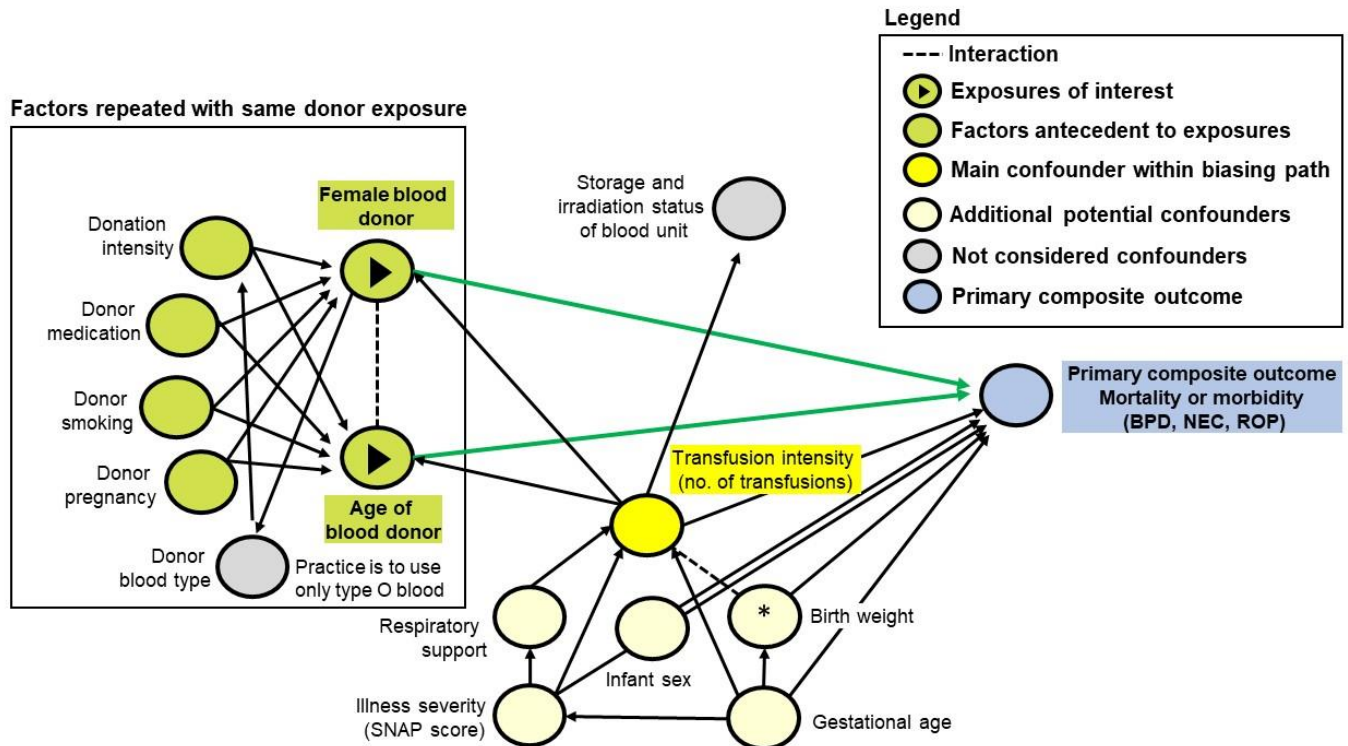 Legend
Interaction
Exposures of interest
Factors antecedent to exposures
Main confounder within biasing path
Additional potential confounders
Not considered confounders
Primary composite outcome
Factors repeated with same donor exposure
Female blood
donor
Donation
intensity
Donor
medication
Donor
smoking
Donor
pregnancy
Age of
blood donor
Donor
blood type
Practice is to use
only type O blood
Storage and
irradiation status
of blood unit
Primary composite outcome
Mortality or morbidity
(BPD, NEC, ROP)
Transfusion intensity
(no. of transfusions)
Respiratory
support
Infant sex
*
Birth weight
Illness severity
(SNAP score)
Gestational age